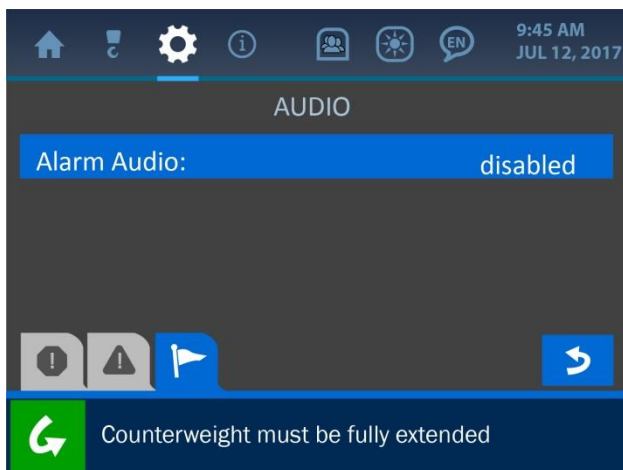 EN
9:45 AM
JUL 12, 2017
AUDIO
Alarm Audio: disabled
Counterweight must be fully extended